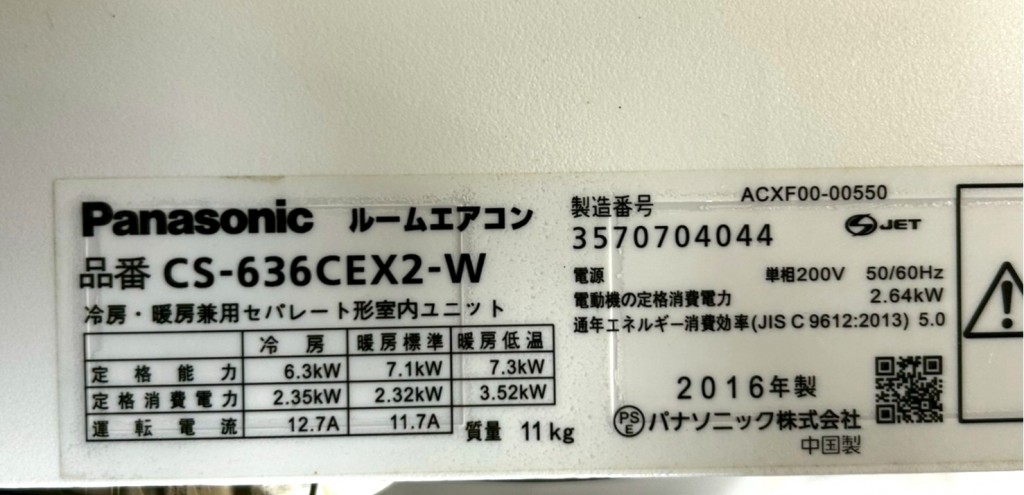 Panasonic ルームエアコン
品番 CS-636CEX2-W
冷房・暖房兼用セパレート形室内ユニット
冷 房 暖房標準 暖房低温
定格能力 6.3kW 7.1kW 7.3kW
定格消費電力 2.35kW 2.32kW 3.52kW
運転電流 12.7A 11.7A
質量 11kg
ACXF00-00550
製造番号
3570704044
JET
電源 単相200V 50/60Hz
電動機の定格消費電力 2.64kW
通年エネルギー消費効率(JIS C 9612:2013) 5.0
2016年製
PSE パナソニック株式会社
中国製